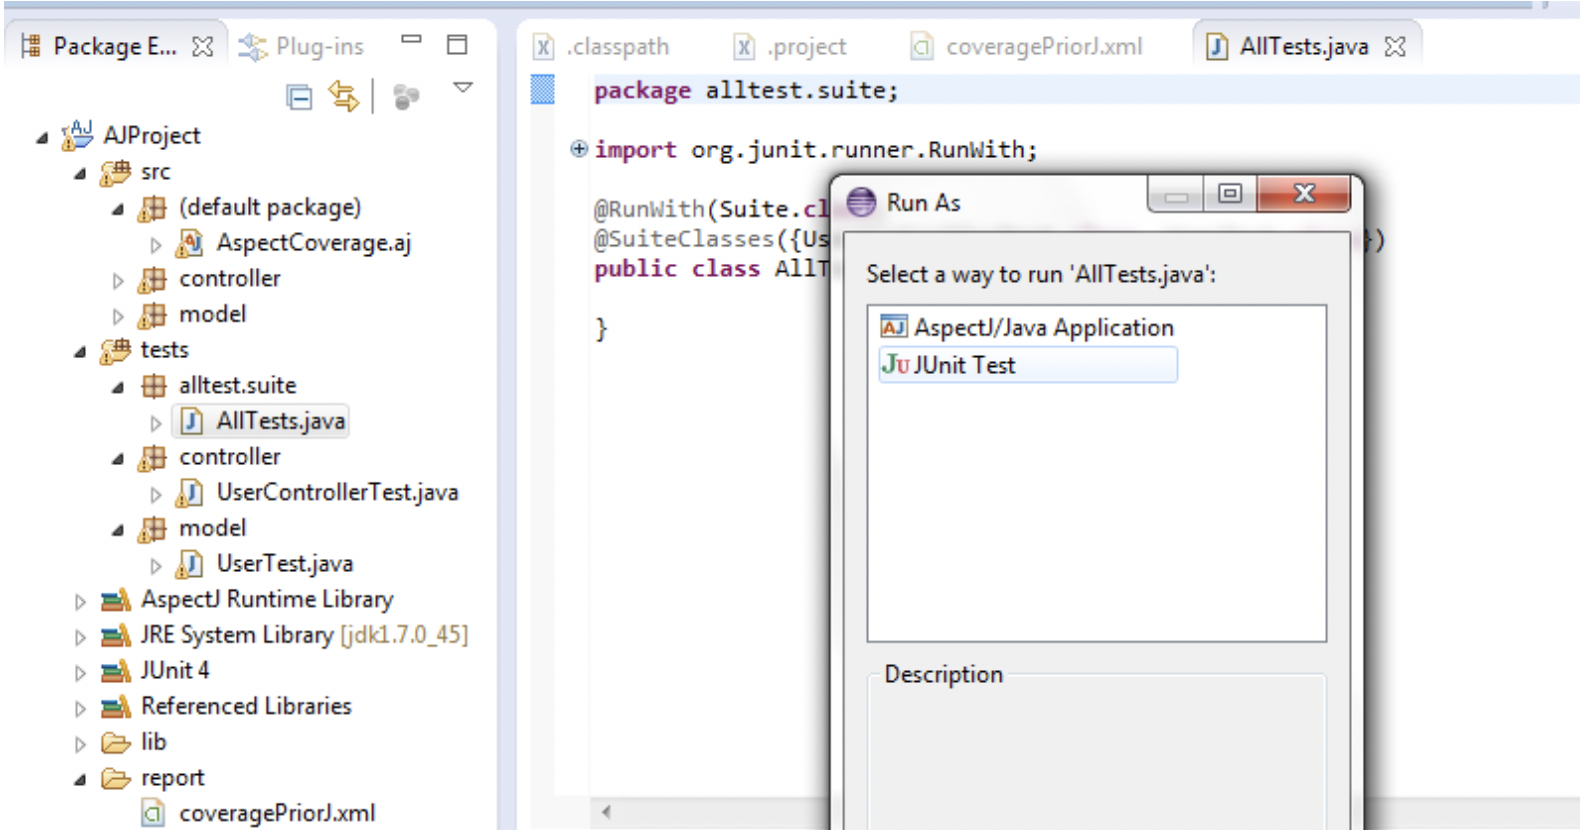 Package E... Plug-ins
AJProject
src
(default package)
AspectCoverage.aj
controller
model
tests
alltest.suite
AllTests.java
controller
UserControllerTest.java
model
UserTest.java
AspectJ Runtime Library
JRE System Library [jdk1.7.0_45]
JUnit 4
Referenced Libraries
lib
report
coveragePriorJ.xml
.classpath .project coveragePriorJ.xml AllTests.java
package alltest.suite;
import org.junit.runner.RunWith;
@RunWith(Suite.cl
@SuiteClasses({Us })
public class AllT
}
Run As
Select a way to run 'AllTests.java':
AJ AspectJ/Java Application
Ju JUnit Test
Description